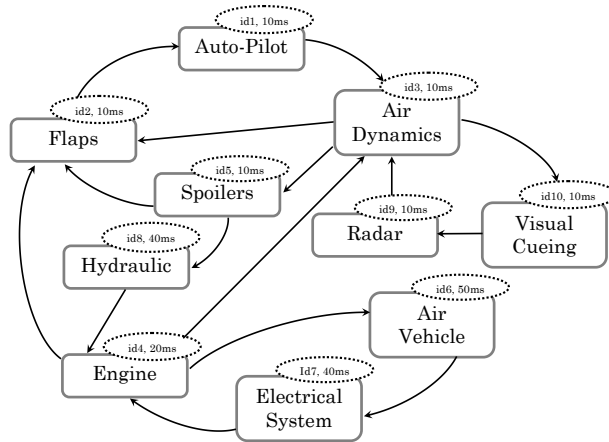 id1, 10ms
Auto-Pilot
id2, 10ms
Flaps
id3, 10ms
Air
Dynamics
id5, 10ms
Spoilers
id10, 10ms
Visual
Cueing
id9, 10ms
Radar
id8, 40ms
Hydraulic
id6, 50ms
Air
Vehicle
id4, 20ms
Engine
Id7, 40ms
Electrical
System